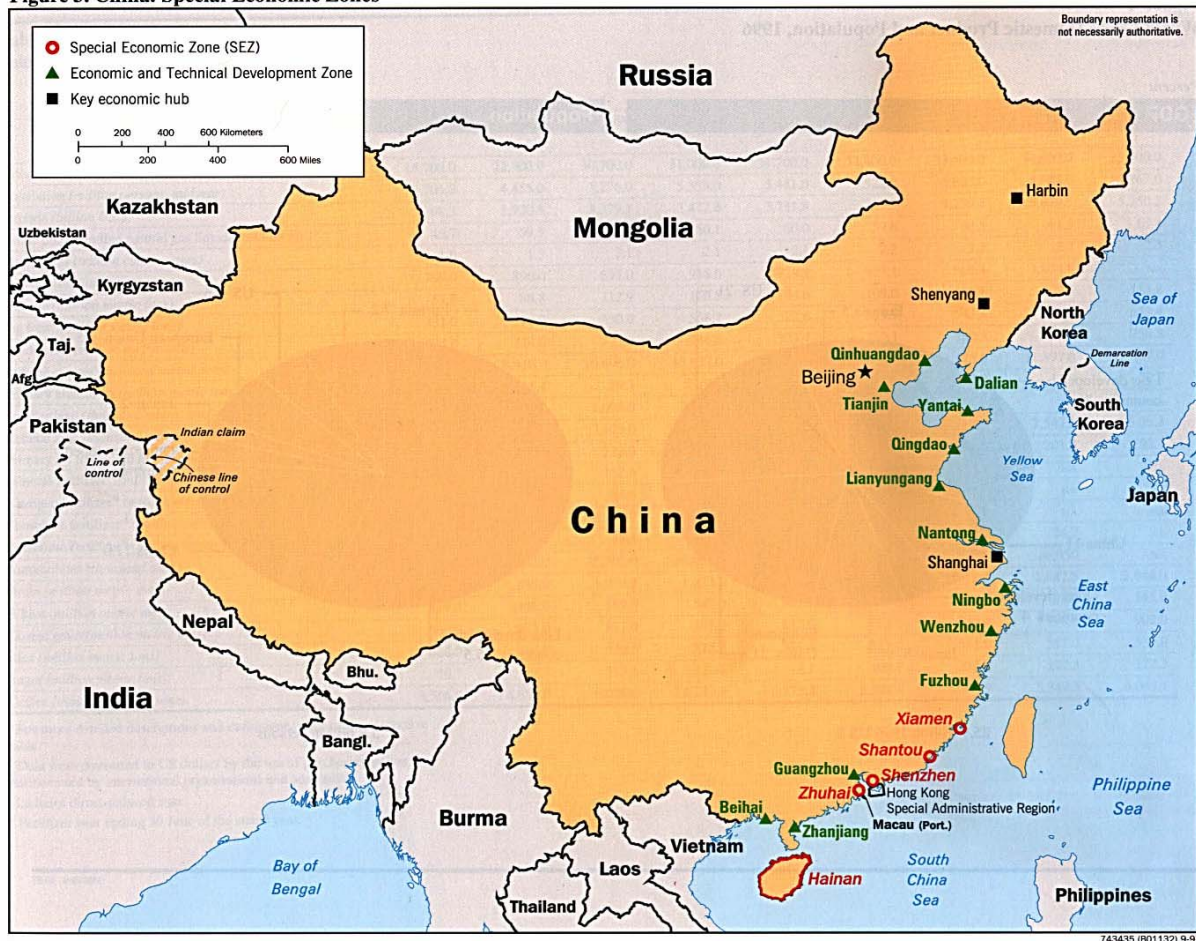 Figure 3. China: Special Economic Zones
Boundary representation is
not necessarily authoritative.
Special Economic Zone (SEZ)
Economic and Technical Development Zone
Key economic hub
0 200 400 600 Kilometers
0 200 400 600 Miles
Russia
Kazakhstan
Mongolia
Harbin
Uzbekistan
Kyrgyzstan
Shenyang
North
Korea
Sea of
Japan
Taj.
Qinhuangdao
Demarcation
Line
Afg.
Beijing
Dalian
Tianjin
Yantai
South
Korea
Pakistan
Indian claim
Line of
control
Chinese line
of control
Qingdao
Yellow
Sea
Lianyungang
Japan
China
Nantong
Shanghai
Ningbo
East
China
Sea
Nepal
Wenzhou
Bhu.
India
Fuzhou
Xiamen
Bangl.
Shantou
Guangzhou
Shenzhen
Zhuhai
Hong Kong
Special Administrative Region
Macau (Port.)
Philippine
Sea
Burma
Beihai
Zhanjiang
Vietnam
Bay of
Bengal
Laos
Hainan
South
China
Sea
Thailand
Philippines
743435 (B01132) 9-9